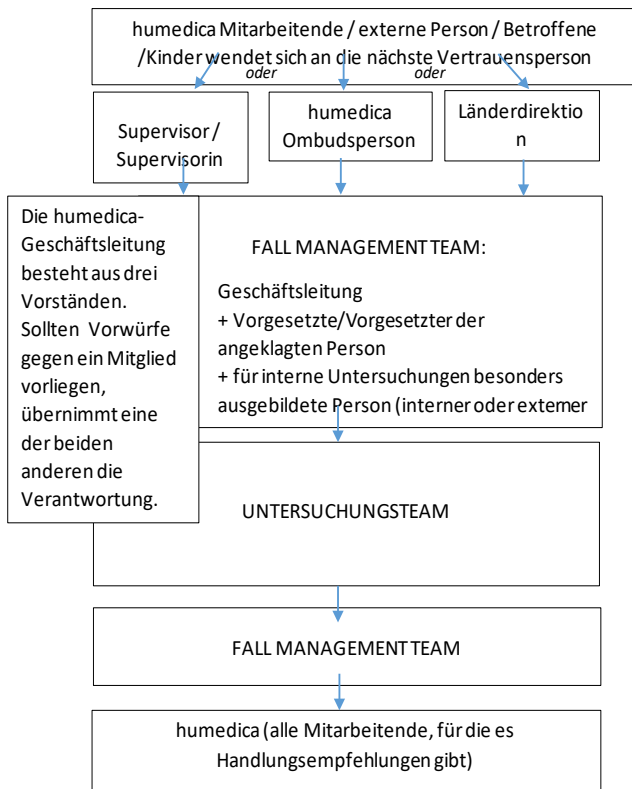 humedica Mitarbeitende / externe Person / Betroffene
/Kinder wendet sich an die nächste Vertrauensperson
oder
oder
Supervisor /
Supervisorin
humedica
Ombudsperson
Länderdirektio
n
Die humedica-
Geschäftsleitung
besteht aus drei
Vorständen.
Sollten Vorwürfe
gegen ein Mitglied
vorliegen,
übernimmt eine
der beiden
anderen die
Verantwortung.
FALL MANAGEMENT TEAM:
Geschäftsleitung
+ Vorgesetzte/Vorgesetzter der
angeklagten Person
+ für interne Untersuchungen besonders
ausgebildete Person (interner oder externer
UNTERSUCHUNGSTEAM
FALL MANAGEMENT TEAM
humedica (alle Mitarbeitende, für die es
Handlungsempfehlungen gibt)